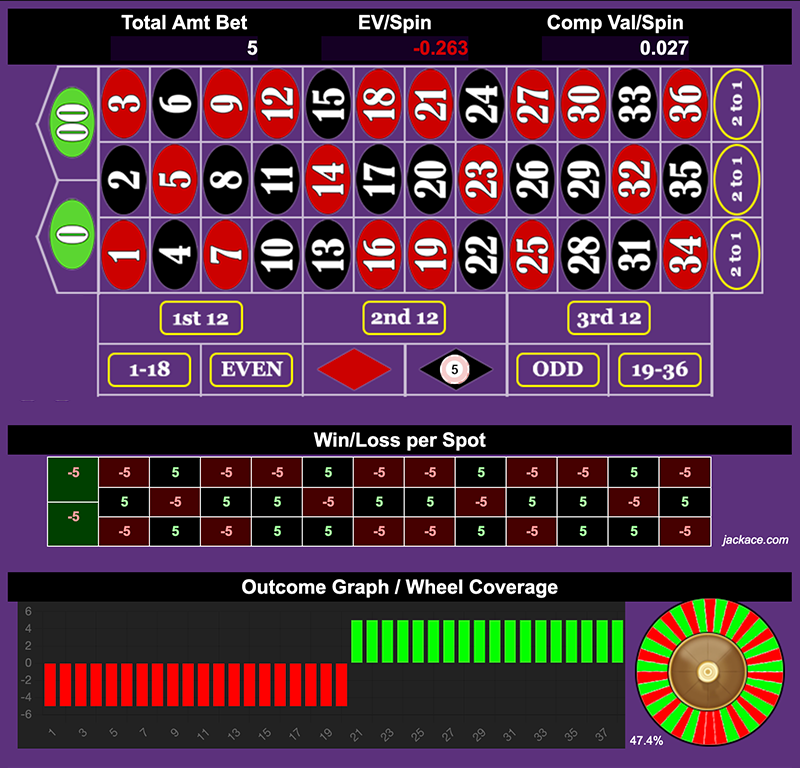 Total Amt Bet EV/Spin Comp Val/Spin
5 -0.263 0.027
00 3 6 9 12 15 18 21 24 27 30 33 36 2 to 1
2 5 8 11 14 17 20 23 26 29 32 35 2 to 1
0 1 4 7 10 13 16 19 22 25 28 31 34 2 to 1
1st 12 2nd 12 3rd 12
1-18 EVEN 5 ODD 19-36
Win/Loss per Spot
-5 -5 5 -5 -5 5 -5 -5 5 -5 -5 5 -5
5 -5 5 5 -5 5 5 -5 5 5 -5 5
-5 -5 5 -5 5 5 -5 -5 5 -5 5 5 -5
jackace.com
Outcome Graph / Wheel Coverage
6
4
2
0
-2
-4
-6
1 3 5 7 9 11 13 15 17 19 21 23 25 27 29 31 33 35 37
47.4%